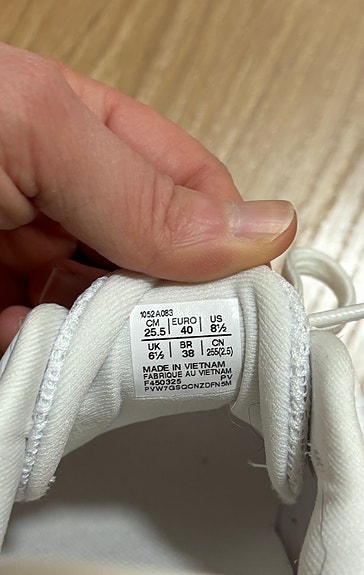 1052A083
CM EURO US
25.5 40 8½
UK BR CN
6½ 38 255(2.5)
MADE IN VIETNAM
FABRIQUE AU VIETNAM
F450325 PV
PVW7GSQCNZDFN5M